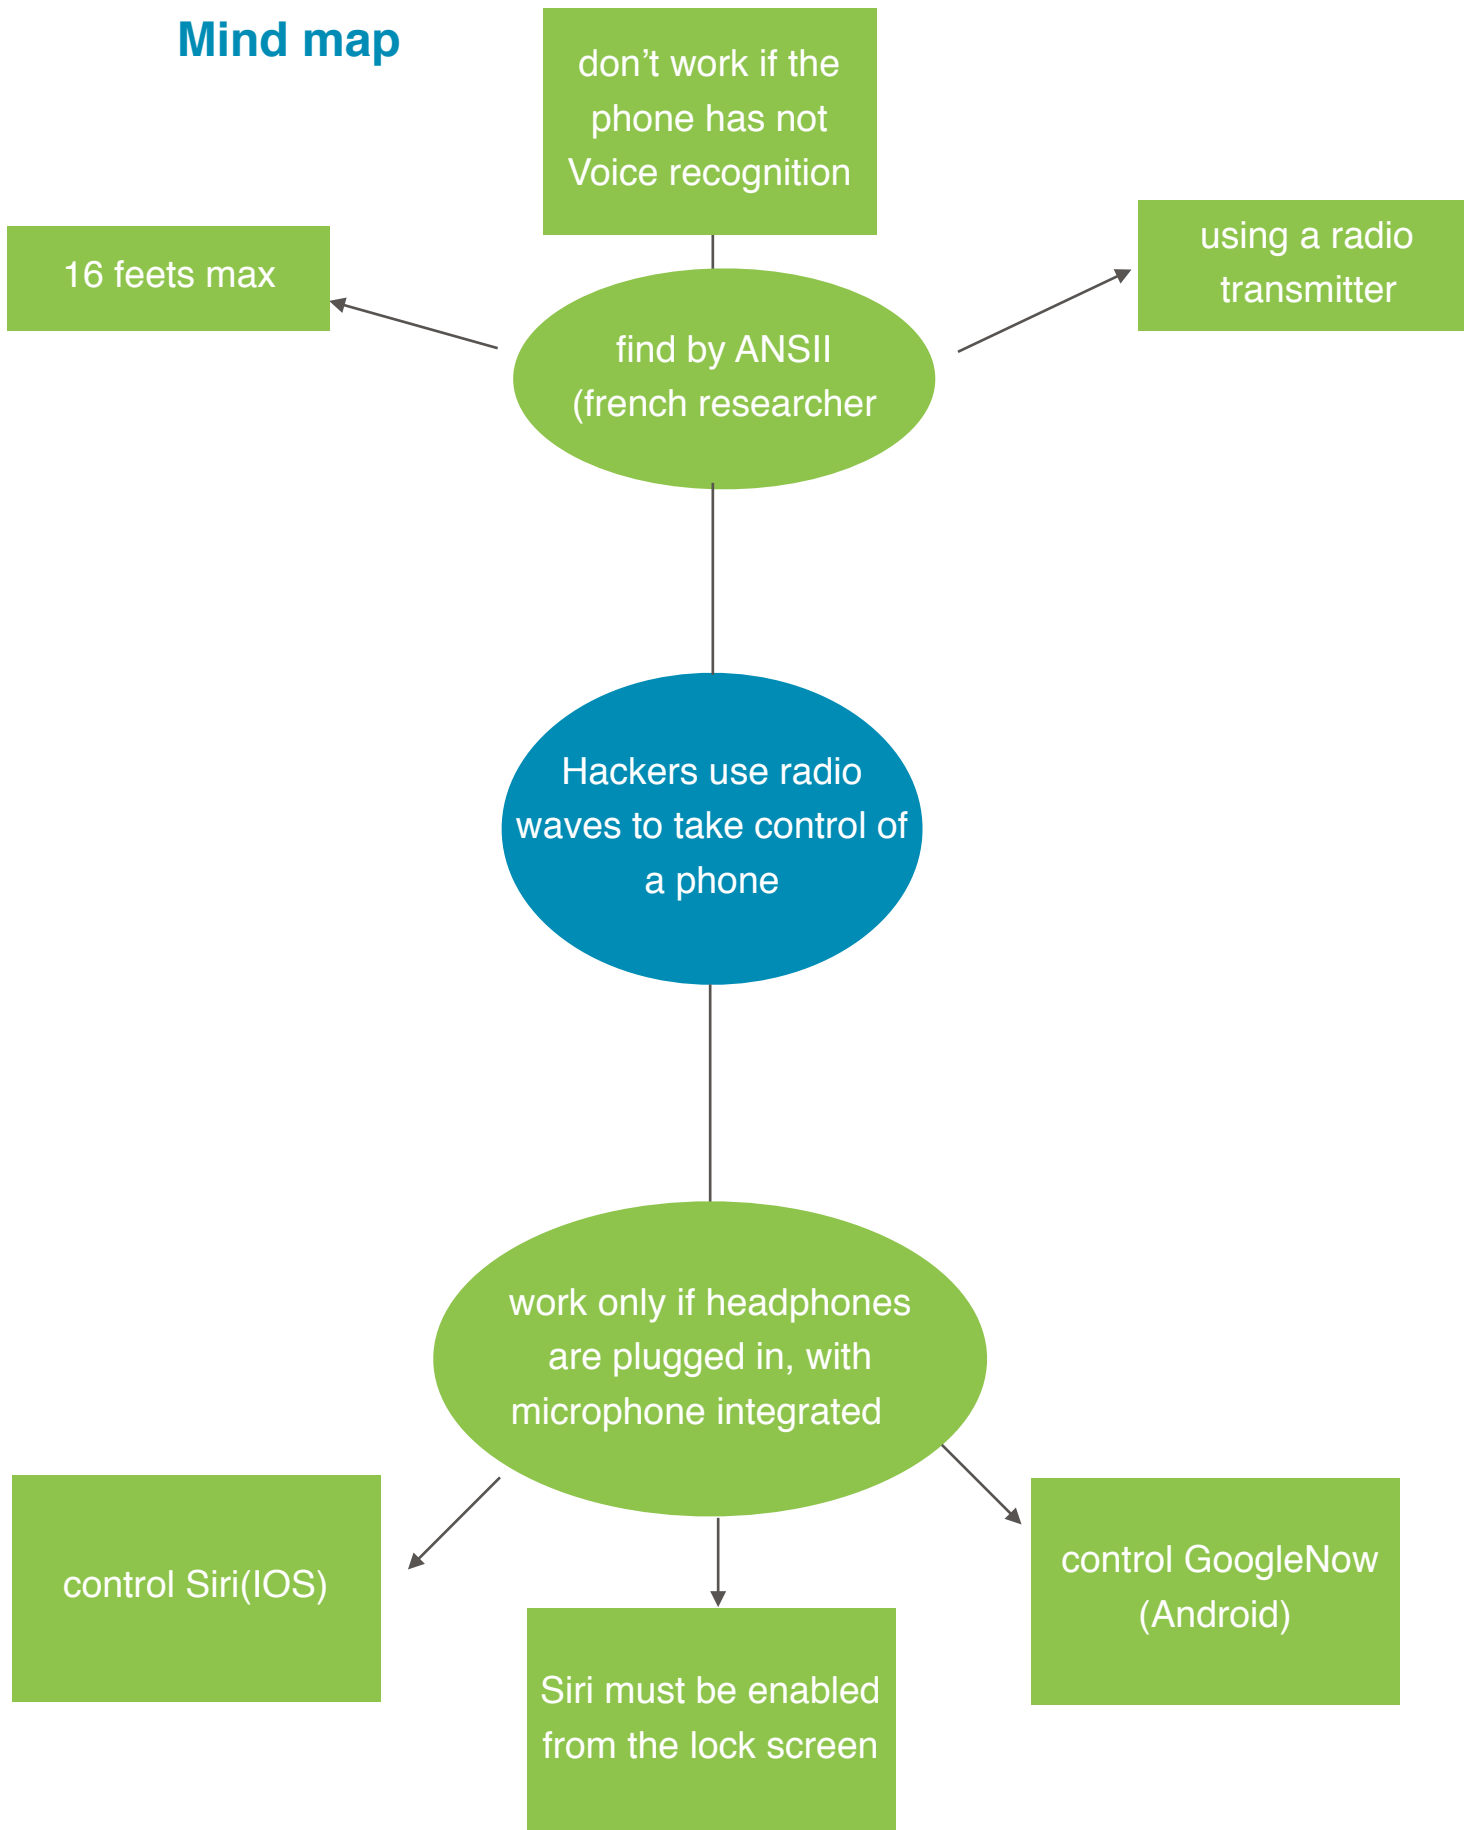 Mind map
don’t work if the
phone has not
Voice recognition
16 feets max
using a radio
transmitter
find by ANSII
(french researcher
Hackers use radio
waves to take control of
a phone
work only if headphones
are plugged in, with
microphone integrated
control Siri(IOS)
control GoogleNow
(Android)
Siri must be enabled
from the lock screen